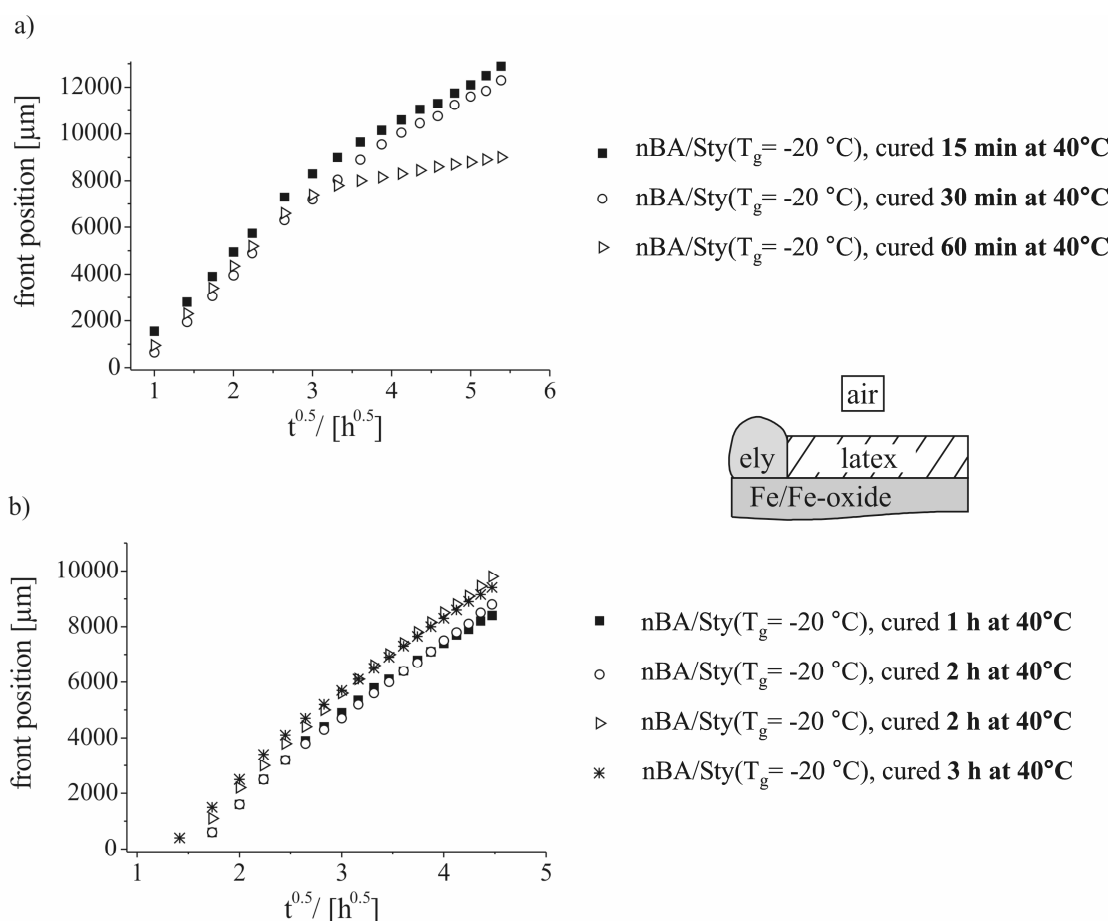 a)
front position [µm]
12000
10000
8000
6000
4000
2000
0
1 2 3 4 5 6
t^0.5/ [h^0.5]
■ nBA/Sty(T_g= -20 °C), cured 15 min at 40°C
○ nBA/Sty(T_g= -20 °C), cured 30 min at 40°C
▷ nBA/Sty(T_g= -20 °C), cured 60 min at 40°C
air
ely latex
Fe/Fe-oxide
b)
front position [µm]
10000
8000
6000
4000
2000
0
1 2 3 4 5
t^0.5/ [h^0.5]
■ nBA/Sty(T_g= -20 °C), cured 1 h at 40°C
○ nBA/Sty(T_g= -20 °C), cured 2 h at 40°C
▷ nBA/Sty(T_g= -20 °C), cured 2 h at 40°C
✳ nBA/Sty(T_g= -20 °C), cured 3 h at 40°C